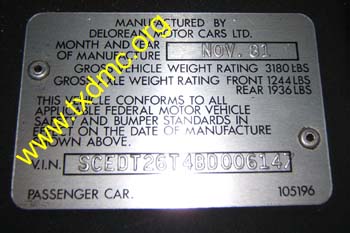 MANUFACTURED BY
DELOREAN MOTOR CARS LTD.
MONTH AND YEAR
OF MANUFACTURE NOV. 81
GROSS VEHICLE WEIGHT RATING 3180 LBS
GROSS AXLE WEIGHT RATING FRONT 1244 LBS
REAR 1936 LBS
THIS VEHICLE CONFORMS TO ALL
APPLICABLE FEDERAL MOTOR VEHICLE
SAFETY AND BUMPER STANDARDS IN
EFFECT ON THE DATE OF MANUFACTURE
SHOWN ABOVE.
V.I.N. SCEDT26T4BD006147
PASSENGER CAR. 105196
www.txdmc.org